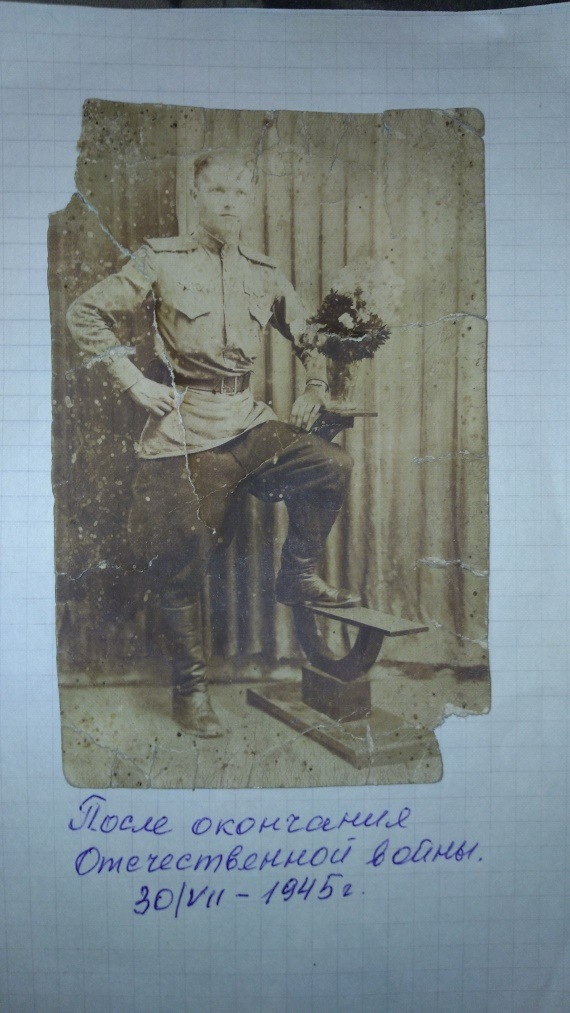 После окончания
Отечественной войны.
30/VII - 1945г.